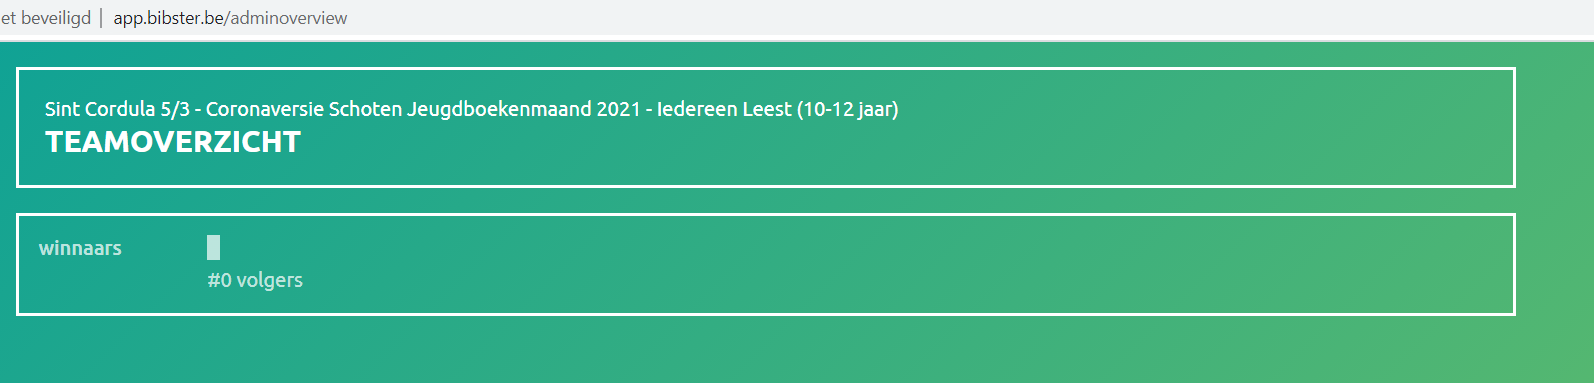 et beveiligd | app.bibster.be/adminoverview
Sint Cordula 5/3 - Coronaversie Schoten Jeugdboekenmaand 2021 - Iedereen Leest (10-12 jaar)
TEAMOVERZICHT
winnaars
#0 volgers